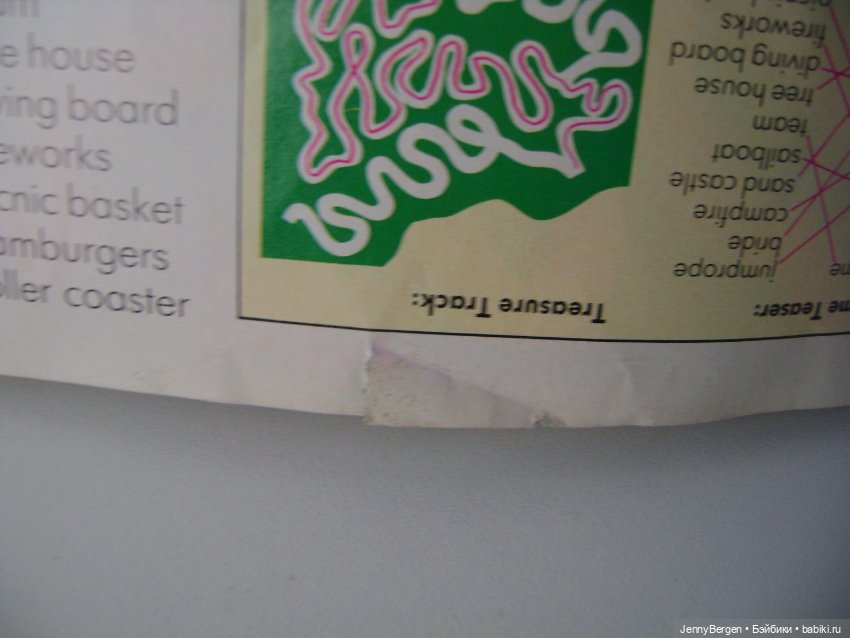 e house
ving board
eworks
cnic basket
amburgers
oller coaster
Treasure Track:
me Teaser:
jumprope
bride
campfire
sand castle
sailboat
team
tree house
diving board
fireworks
JennyBergen • Бэйбики • babiki.ru